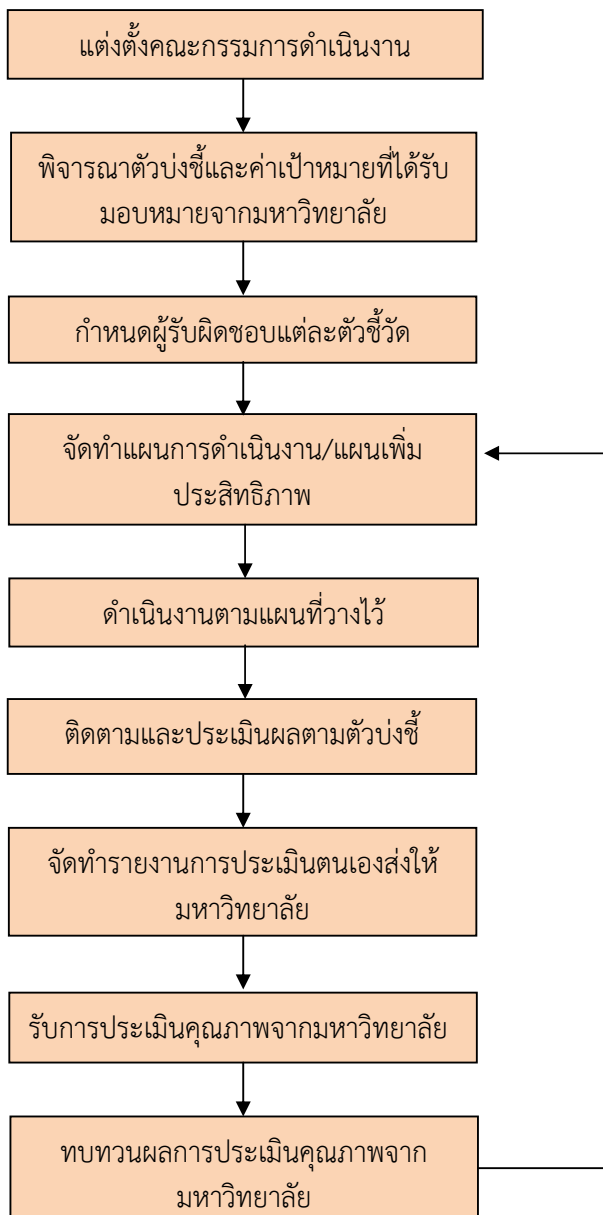 แต่งตั้งคณะกรรมการดำเนินงาน
พิจารณาตัวบ่งชี้และค่าเป้าหมายที่ได้รับ
มอบหมายจากมหาวิทยาลัย
กำหนดผู้รับผิดชอบแต่ละตัวชี้วัด
จัดทำแผนการดำเนินงาน/แผนเพิ่ม
ประสิทธิภาพ
ดำเนินงานตามแผนที่วางไว้
ติดตามและประเมินผลตามตัวบ่งชี้
จัดทำรายงานการประเมินตนเองส่งให้
มหาวิทยาลัย
รับการประเมินคุณภาพจากมหาวิทยาลัย
ทบทวนผลการประเมินคุณภาพจาก
มหาวิทยาลัย